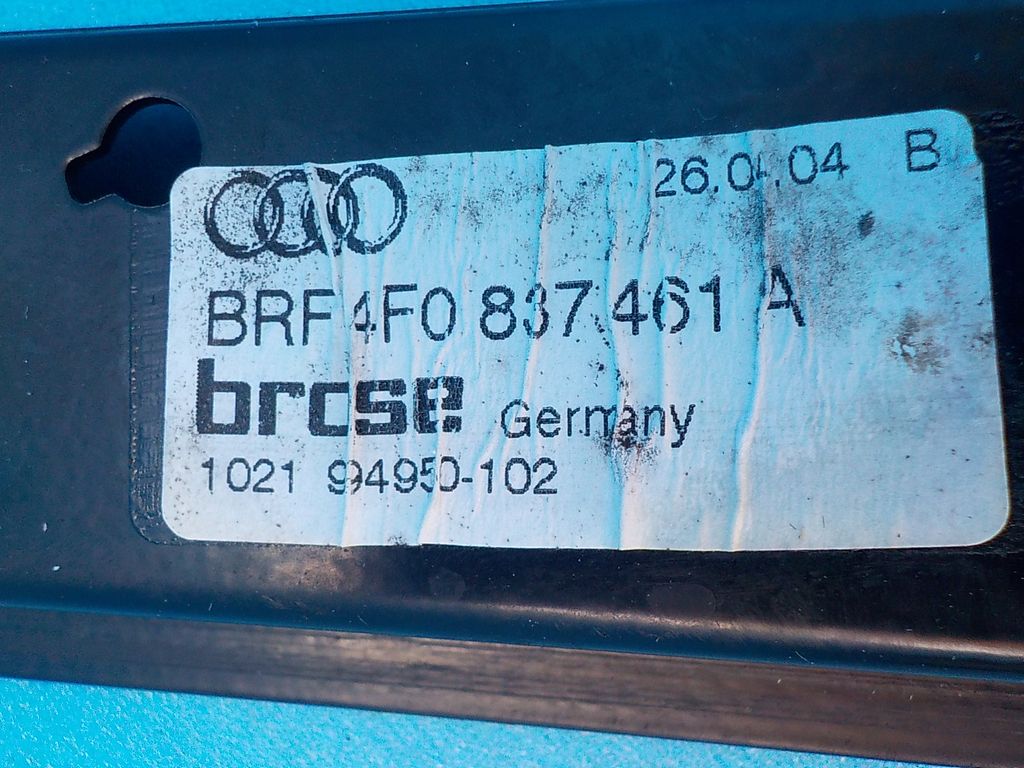 26.04.04 B
BRF 4F0 837 461 A
brose Germany
1021 94950-102